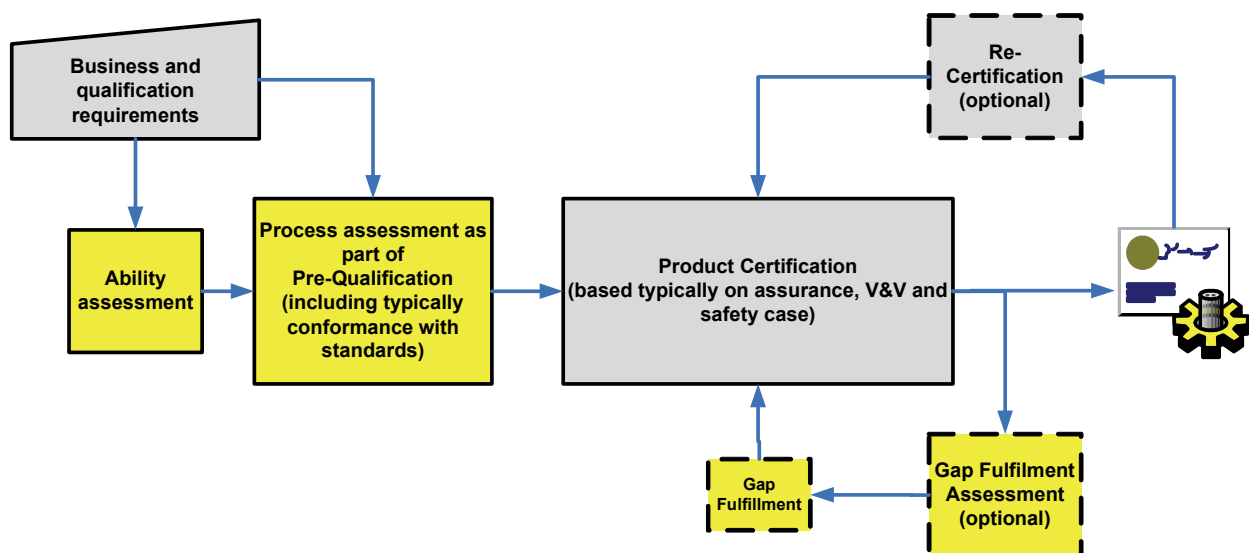 Business and
qualification
requirements
Re-
Certification
(optional)
Ability
assessment
Process assessment as
part of
Pre-Qualification
(including typically
conformance with
standards)
Product Certification
(based typically on assurance, V&V and
safety case)
Gap
Fulfillment
Gap Fulfilment
Assessment
(optional)